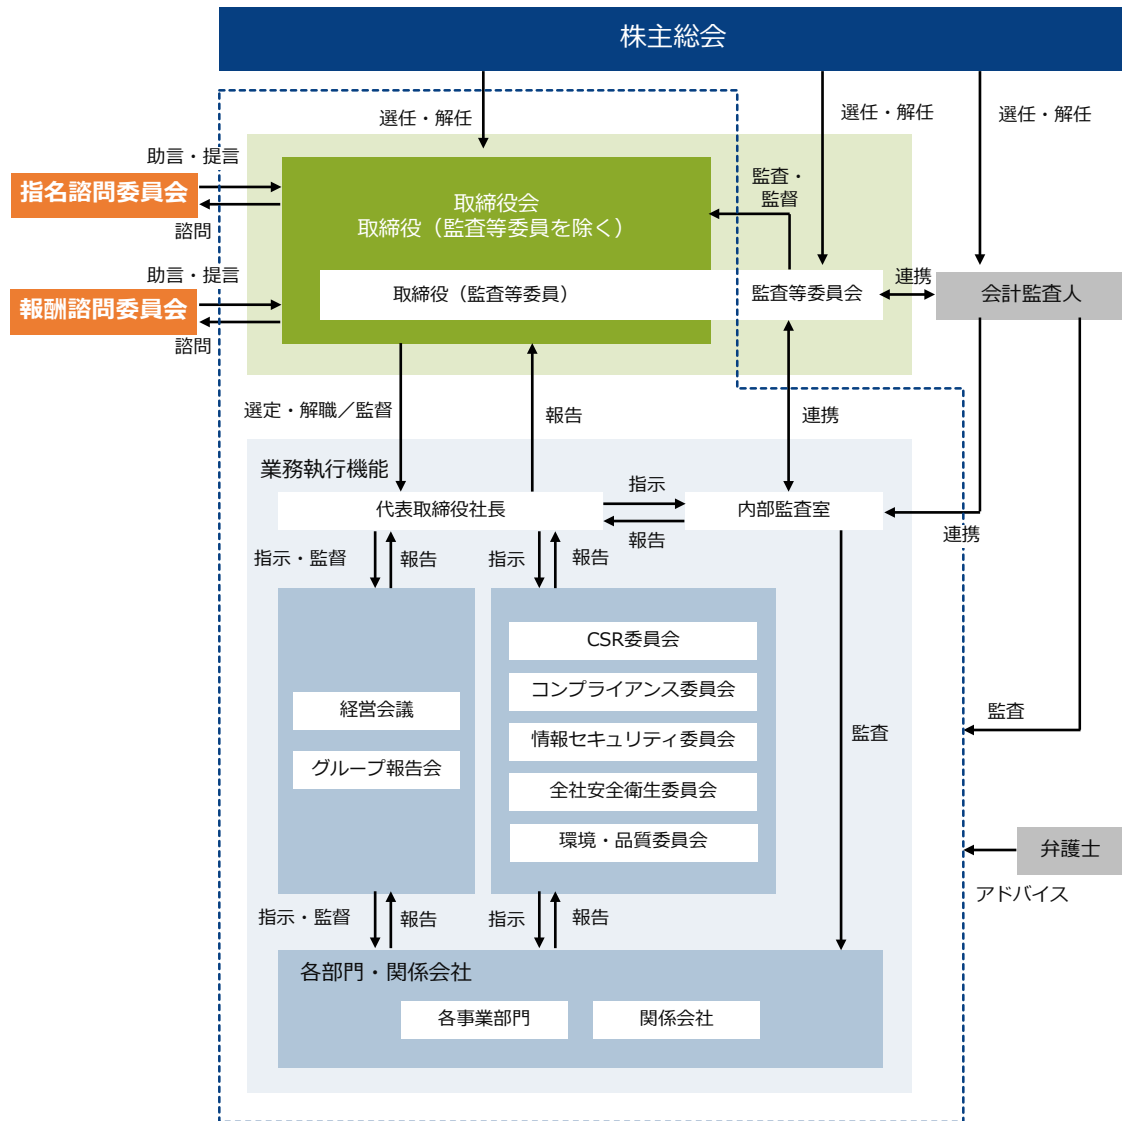 株主総会
選任・解任
選任・解任
選任・解任
助言・提言
指名諮問委員会
諮問
取締役会
取締役（監査等委員を除く）
監査・
監督
助言・提言
報酬諮問委員会
諮問
取締役（監査等委員）
監査等委員会
連携
会計監査人
選定・解職／監督
報告
連携
業務執行機能
代表取締役社長
指示
報告
内部監査室
連携
指示・監督
報告
指示
報告
経営会議
グループ報告会
CSR委員会
コンプライアンス委員会
情報セキュリティ委員会
全社安全衛生委員会
環境・品質委員会
監査
監査
弁護士
アドバイス
指示・監督
報告
指示
報告
各部門・関係会社
各事業部門
関係会社